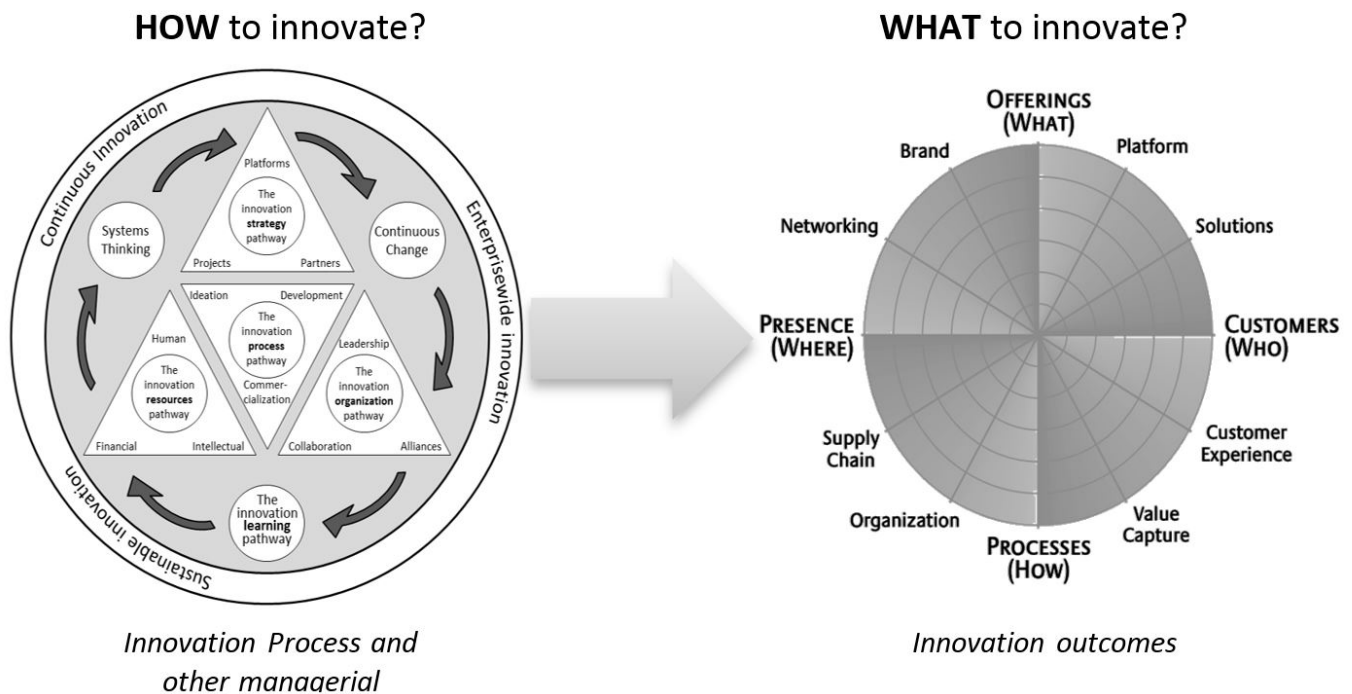 HOW to innovate?
Continuous Innovation
Enterprisewide innovation
Sustainable innovation
Platforms
The
innovation
strategy
pathway
Projects
Partners
Systems
Thinking
Continuous
Change
Ideation
Development
The
innovation
process
pathway
Commer-
cialization
Human
The
innovation
resources
pathway
Financial
Intellectual
Leadership
The
innovation
organization
pathway
Collaboration
Alliances
The
innovation
learning
pathway
Innovation Process and
other managerial
WHAT to innovate?
OFFERINGS
(WHAT)
Platform
Solutions
CUSTOMERS
(WHO)
Customer
Experience
Value
Capture
PROCESSES
(HOW)
Organization
Supply
Chain
PRESENCE
(WHERE)
Networking
Brand
Innovation outcomes